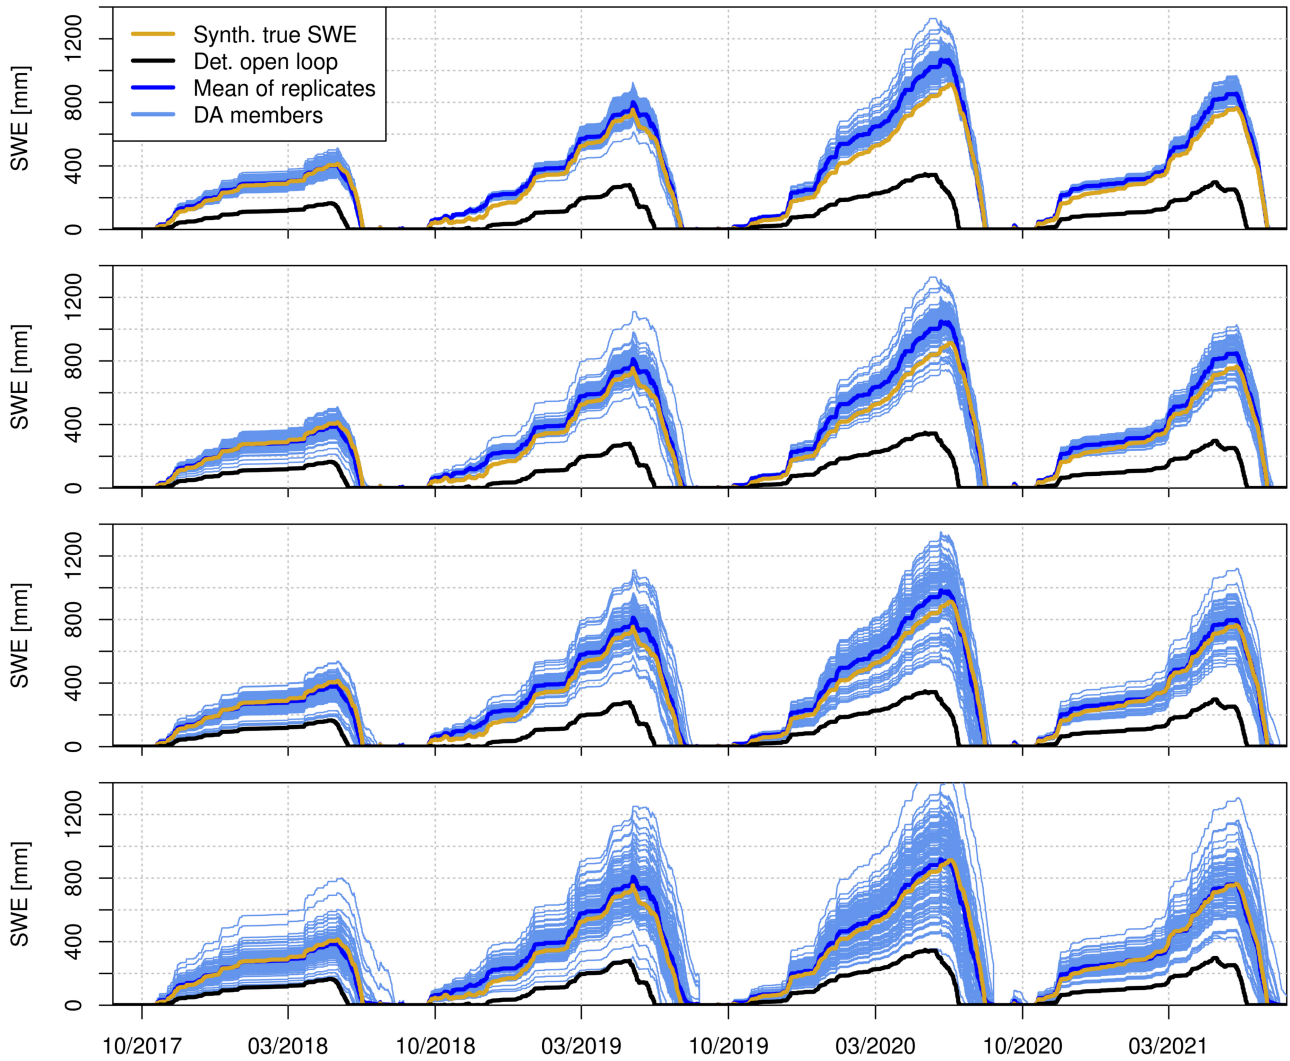 Synth. true SWE
Det. open loop
Mean of replicates
DA members
SWE [mm]
1200
800
400
0
SWE [mm]
1200
800
400
0
SWE [mm]
1200
800
400
0
SWE [mm]
1200
800
400
0
10/2017 03/2018 10/2018 03/2019 10/2019 03/2020 10/2020 03/2021